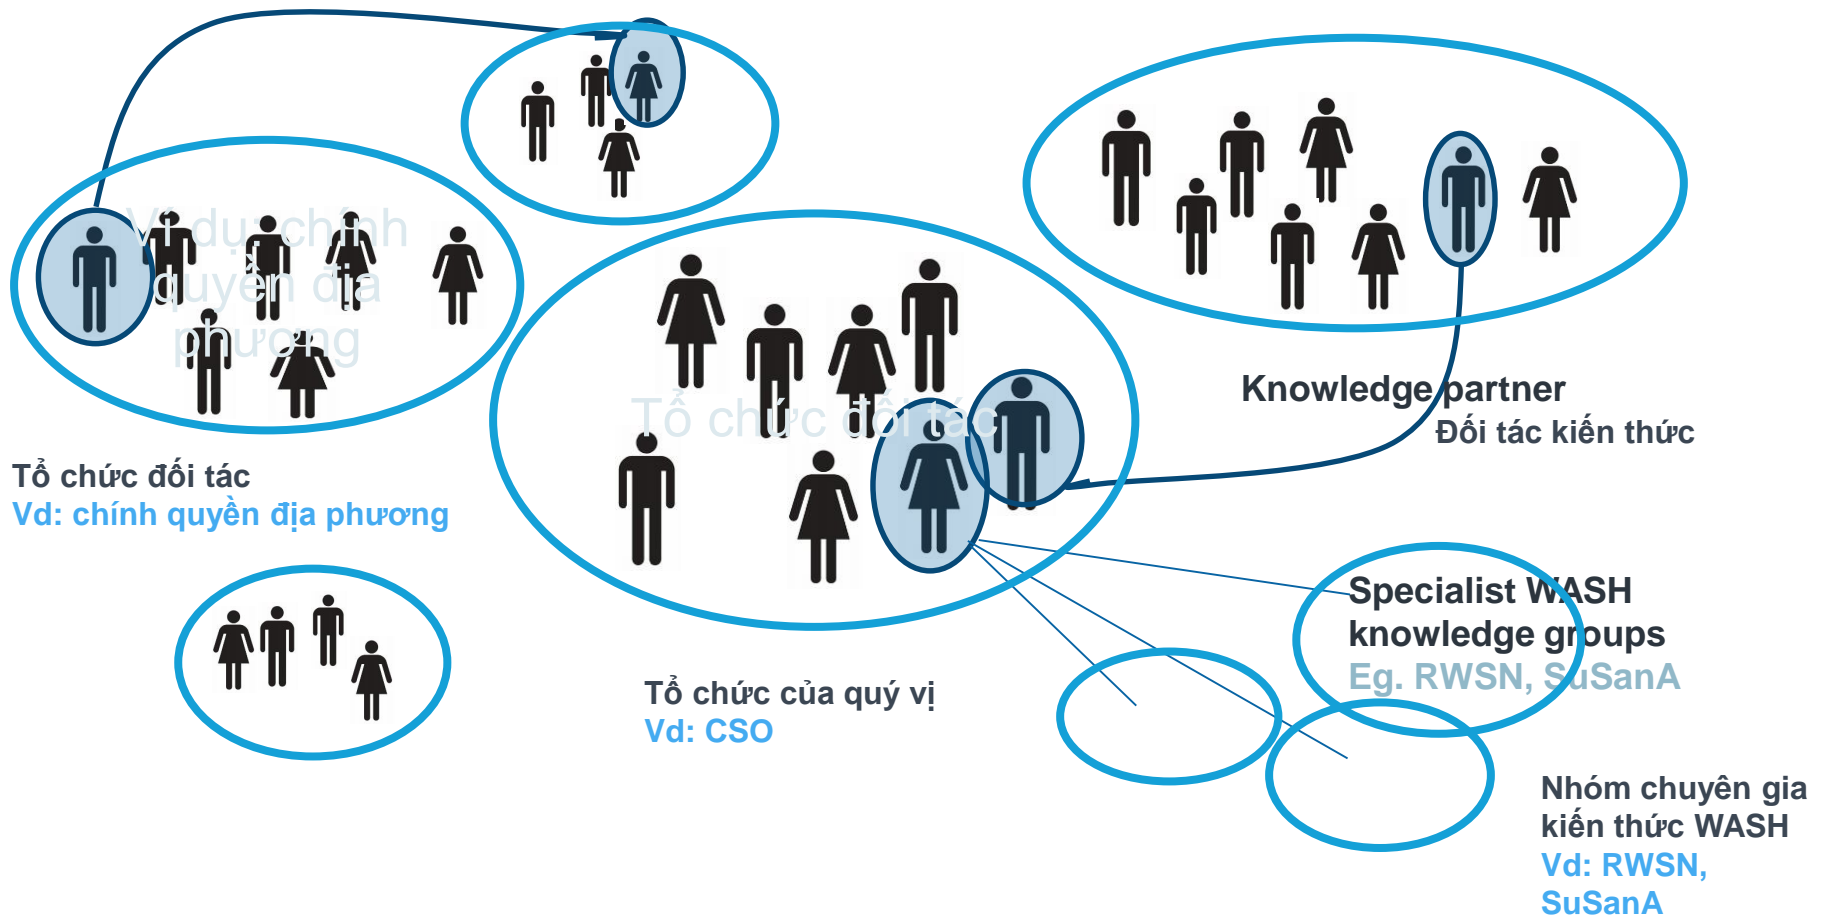 Ví dụ: chính
quyền địa
phương
Tổ chức đối tác
Knowledge partner
Đối tác kiến thức
Tổ chức đối tác
Vd: chính quyền địa phương
Specialist WASH
knowledge groups
Eg. RWSN, SuSanA
Tổ chức của quý vị
Vd: CSO
Nhóm chuyên gia
kiến thức WASH
Vd: RWSN,
SuSanA